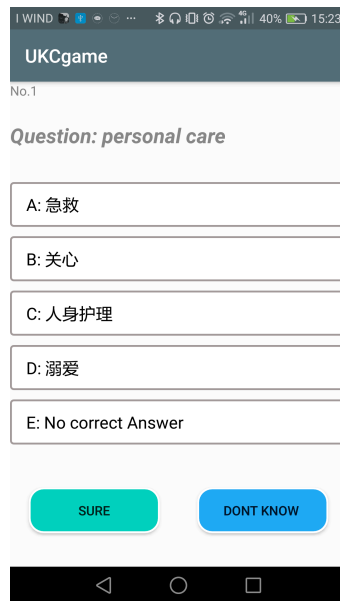 I WIND ··· 4G 40% 15:23
UKCgame
No.1
Question: personal care
A: 急救
B: 关心
C: 人身护理
D: 溺爱
E: No correct Answer
SURE
DONT KNOW